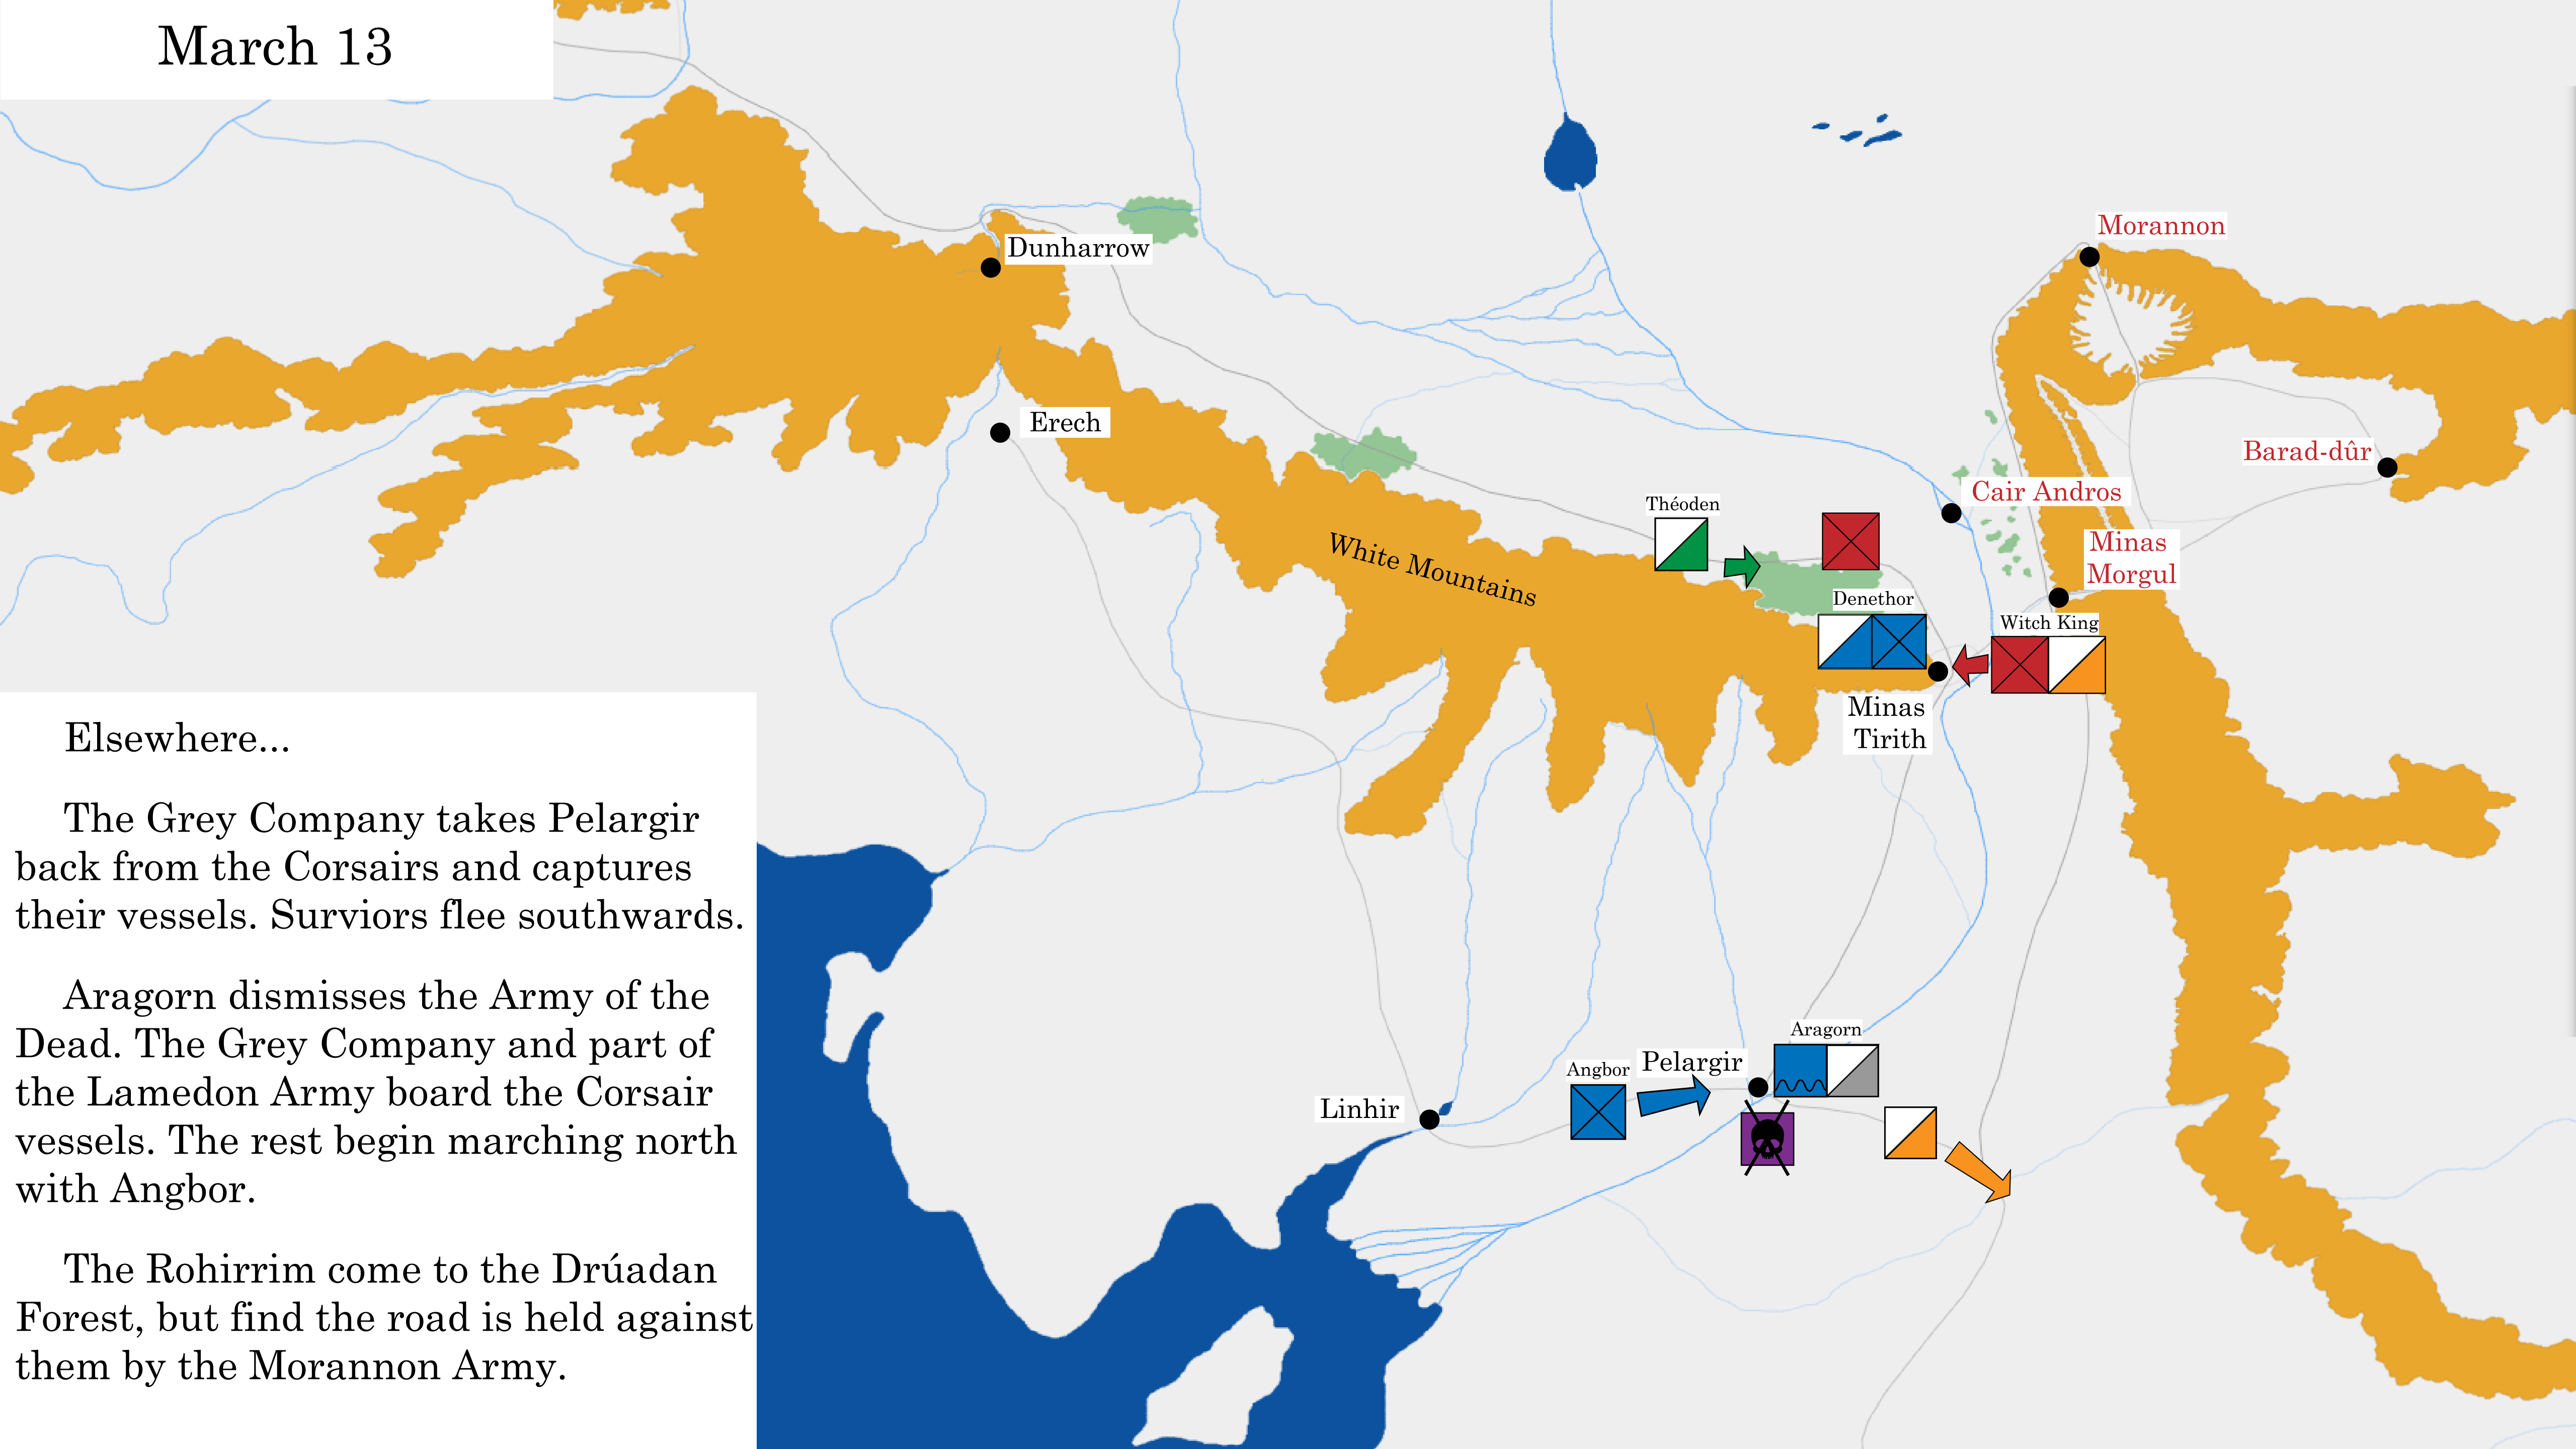 March 13
Morannon
Dunharrow
Erech
Barad-dûr
Cair Andros
Théoden
Minas
Morgul
White Mountains
Denethor
Witch King
Minas
Tirith
Elsewhere...
The Grey Company takes Pelargir
back from the Corsairs and captures
their vessels. Surviors flee southwards.
Aragorn dismisses the Army of the
Dead. The Grey Company and part of
the Lamedon Army board the Corsair
vessels. The rest begin marching north
with Angbor.
The Rohirrim come to the Drúadan
Forest, but find the road is held against
them by the Morannon Army.
Aragorn
Pelargir
Angbor
Linhir